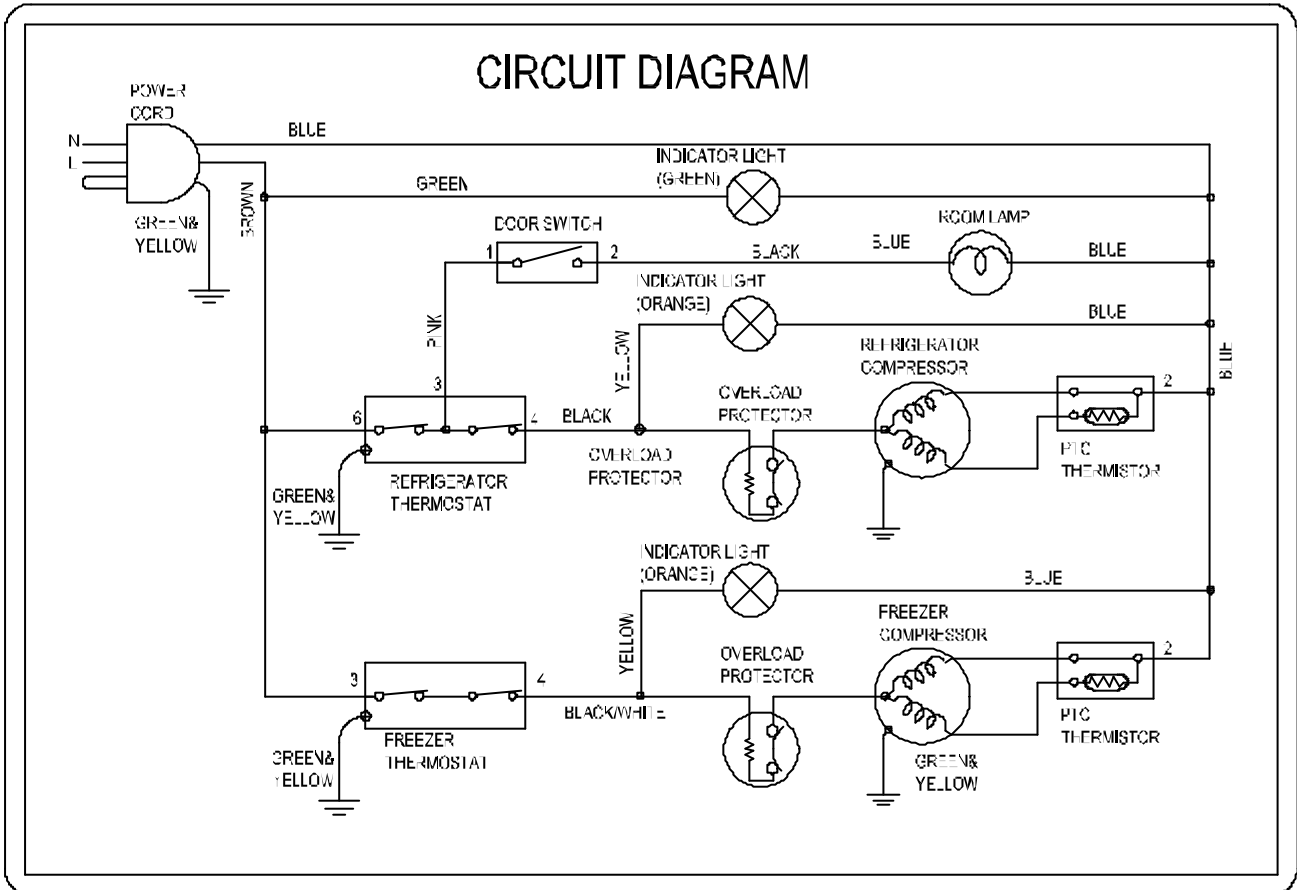 CIRCUIT DIAGRAM
POWER
CORD
N
L
BLUE
GREEN&
YELLOW
BROWN
GREEN
INDICATOR LIGHT
(GREEN)
DOOR SWITCH
1
2
BLACK
BLUE
ROOM LAMP
BLUE
INDICATOR LIGHT
(ORANGE)
BLUE
PINK
YELLOW
BLUE
REFRIGERATOR
COMPRESSOR
3
6
4
BLACK
OVERLOAD
PROTECTOR
OVERLOAD
PROTECTOR
2
PTC
THERMISTOR
REFRIGERATOR
THERMOSTAT
GREEN&
YELLOW
INDICATOR LIGHT
(ORANGE)
BLUE
YELLOW
FREEZER
COMPRESSOR
OVERLOAD
PROTECTOR
2
3
4
BLACK/WHITE
PTC
THERMISTOR
FREEZER
THERMOSTAT
GREEN&
YELLOW
GREEN&
YELLOW